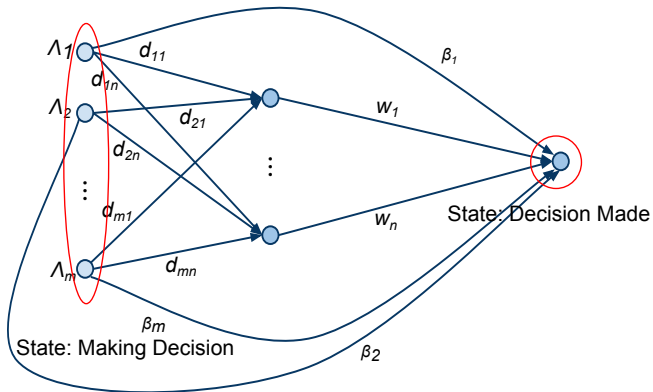 Λ1
d11
β1
d1n
Λ2
d21
w1
d2n
⋮
⋮
dm1
wn
State: Decision Made
Λm
dmn
βm
State: Making Decision
β2